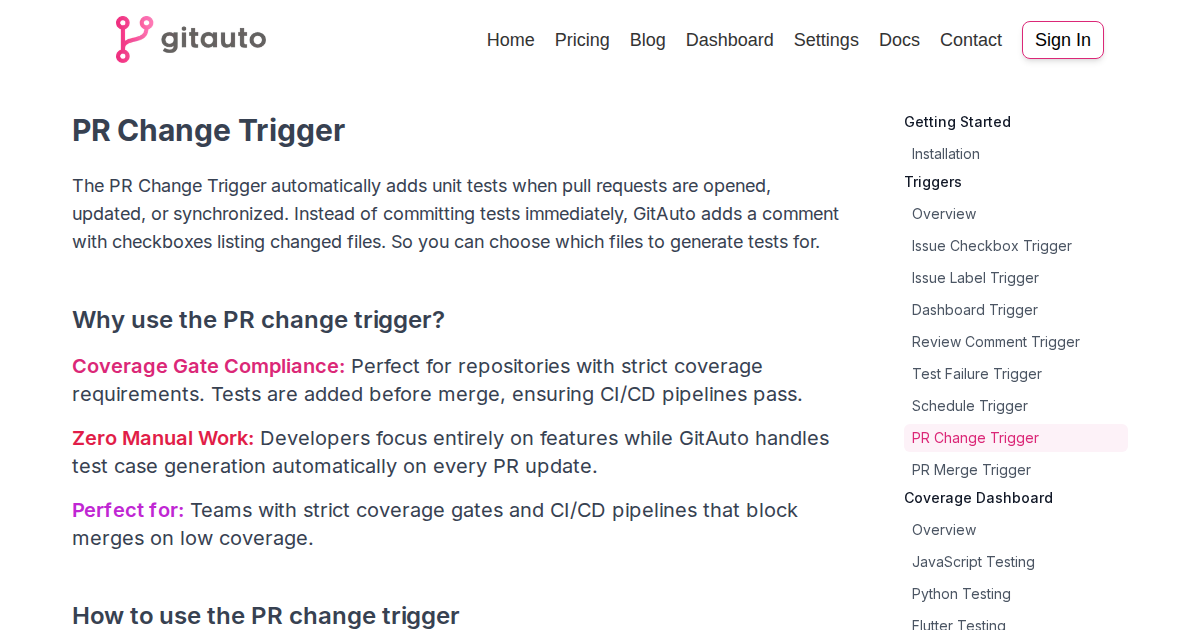 gitauto
Home Pricing Blog Dashboard Settings Docs Contact Sign In
PR Change Trigger
The PR Change Trigger automatically adds unit tests when pull requests are opened,
updated, or synchronized. Instead of committing tests immediately, GitAuto adds a comment
with checkboxes listing changed files. So you can choose which files to generate tests for.
Why use the PR change trigger?
Coverage Gate Compliance: Perfect for repositories with strict coverage
requirements. Tests are added before merge, ensuring CI/CD pipelines pass.
Zero Manual Work: Developers focus entirely on features while GitAuto handles
test case generation automatically on every PR update.
Perfect for: Teams with strict coverage gates and CI/CD pipelines that block
merges on low coverage.
How to use the PR change trigger
Getting Started
Installation
Triggers
Overview
Issue Checkbox Trigger
Issue Label Trigger
Dashboard Trigger
Review Comment Trigger
Test Failure Trigger
Schedule Trigger
PR Change Trigger
PR Merge Trigger
Coverage Dashboard
Overview
JavaScript Testing
Python Testing
Flutter Testing